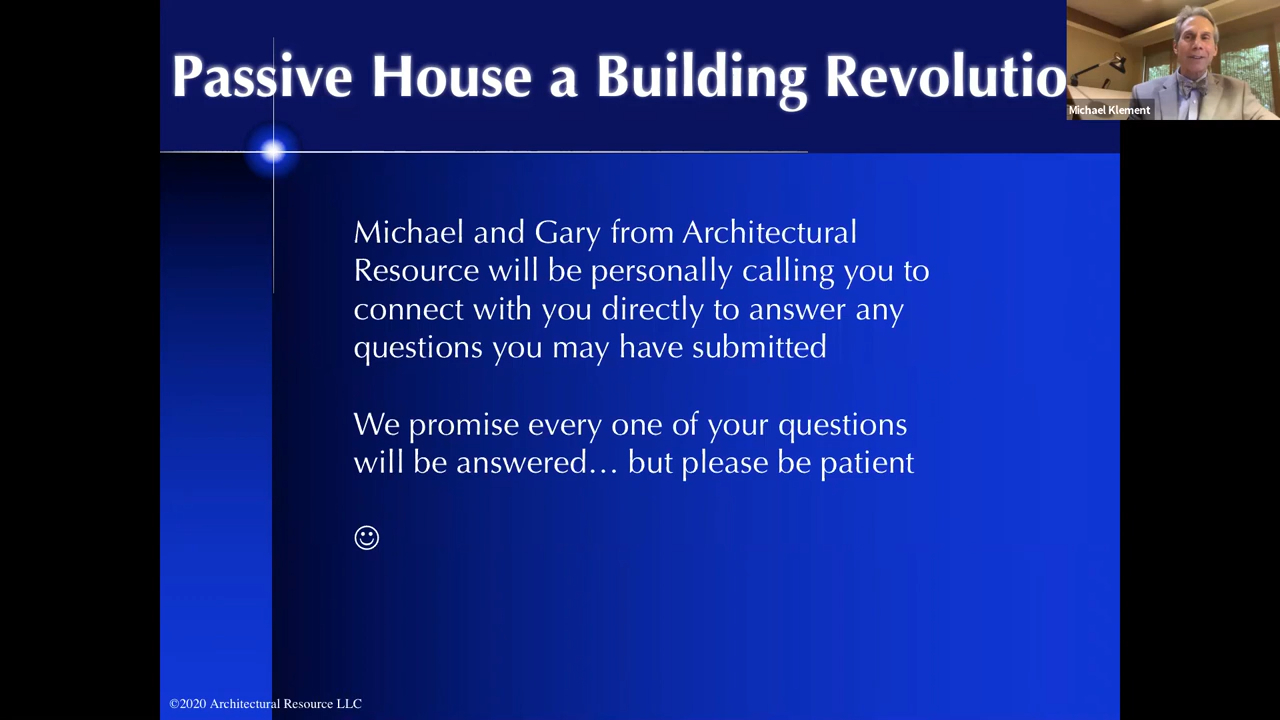 Passive House a Building Revolutio
Michael Klement
Michael and Gary from Architectural
Resource will be personally calling you to
connect with you directly to answer any
questions you may have submitted
We promise every one of your questions
will be answered… but please be patient
☺
©2020 Architectural Resource LLC